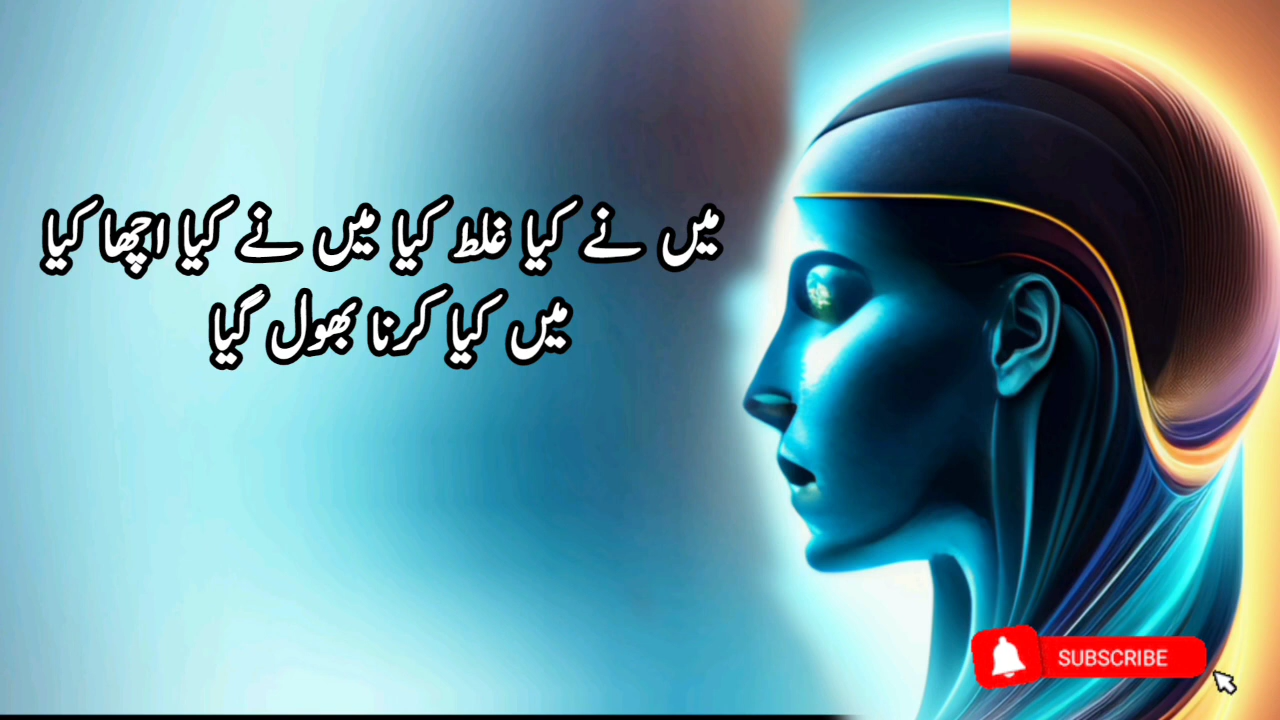 میں نے کیا غلط کیا میں نے کیا اچھا کیا
میں کیا کرنا بھول گیا
SUBSCRIBE